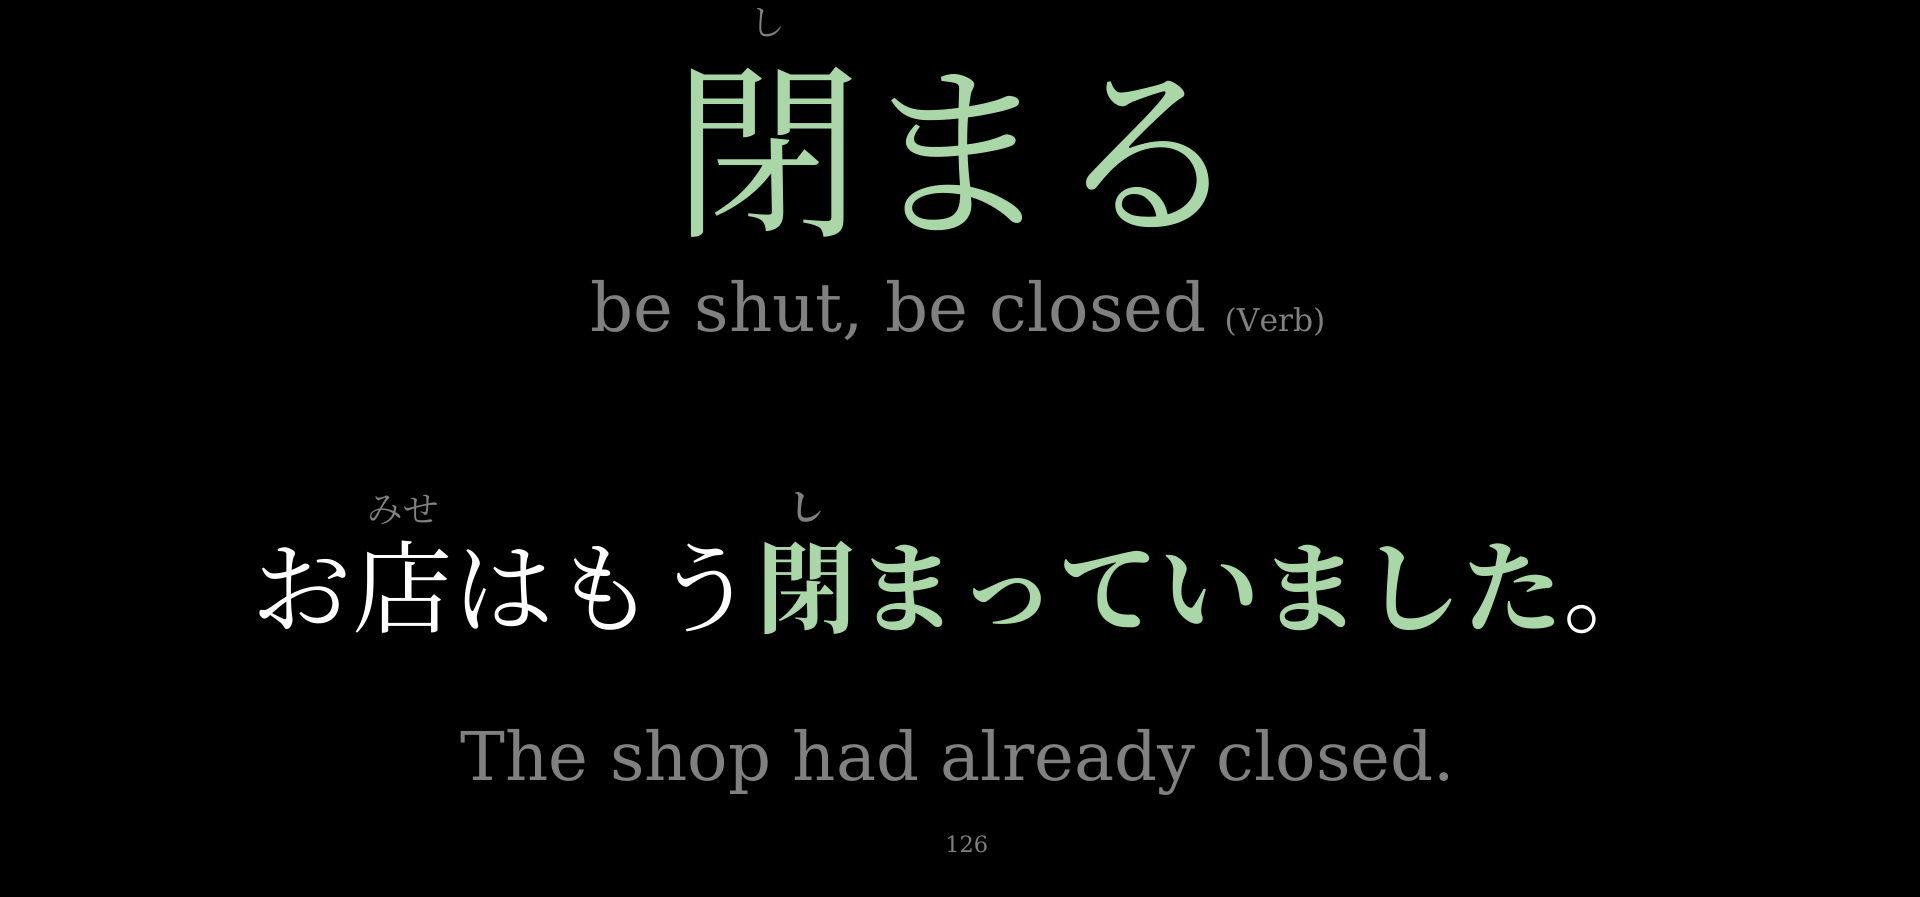 し
閉まる
be shut, be closed (Verb)
みせ し
お店はもう閉まっていました。
The shop had already closed.
126